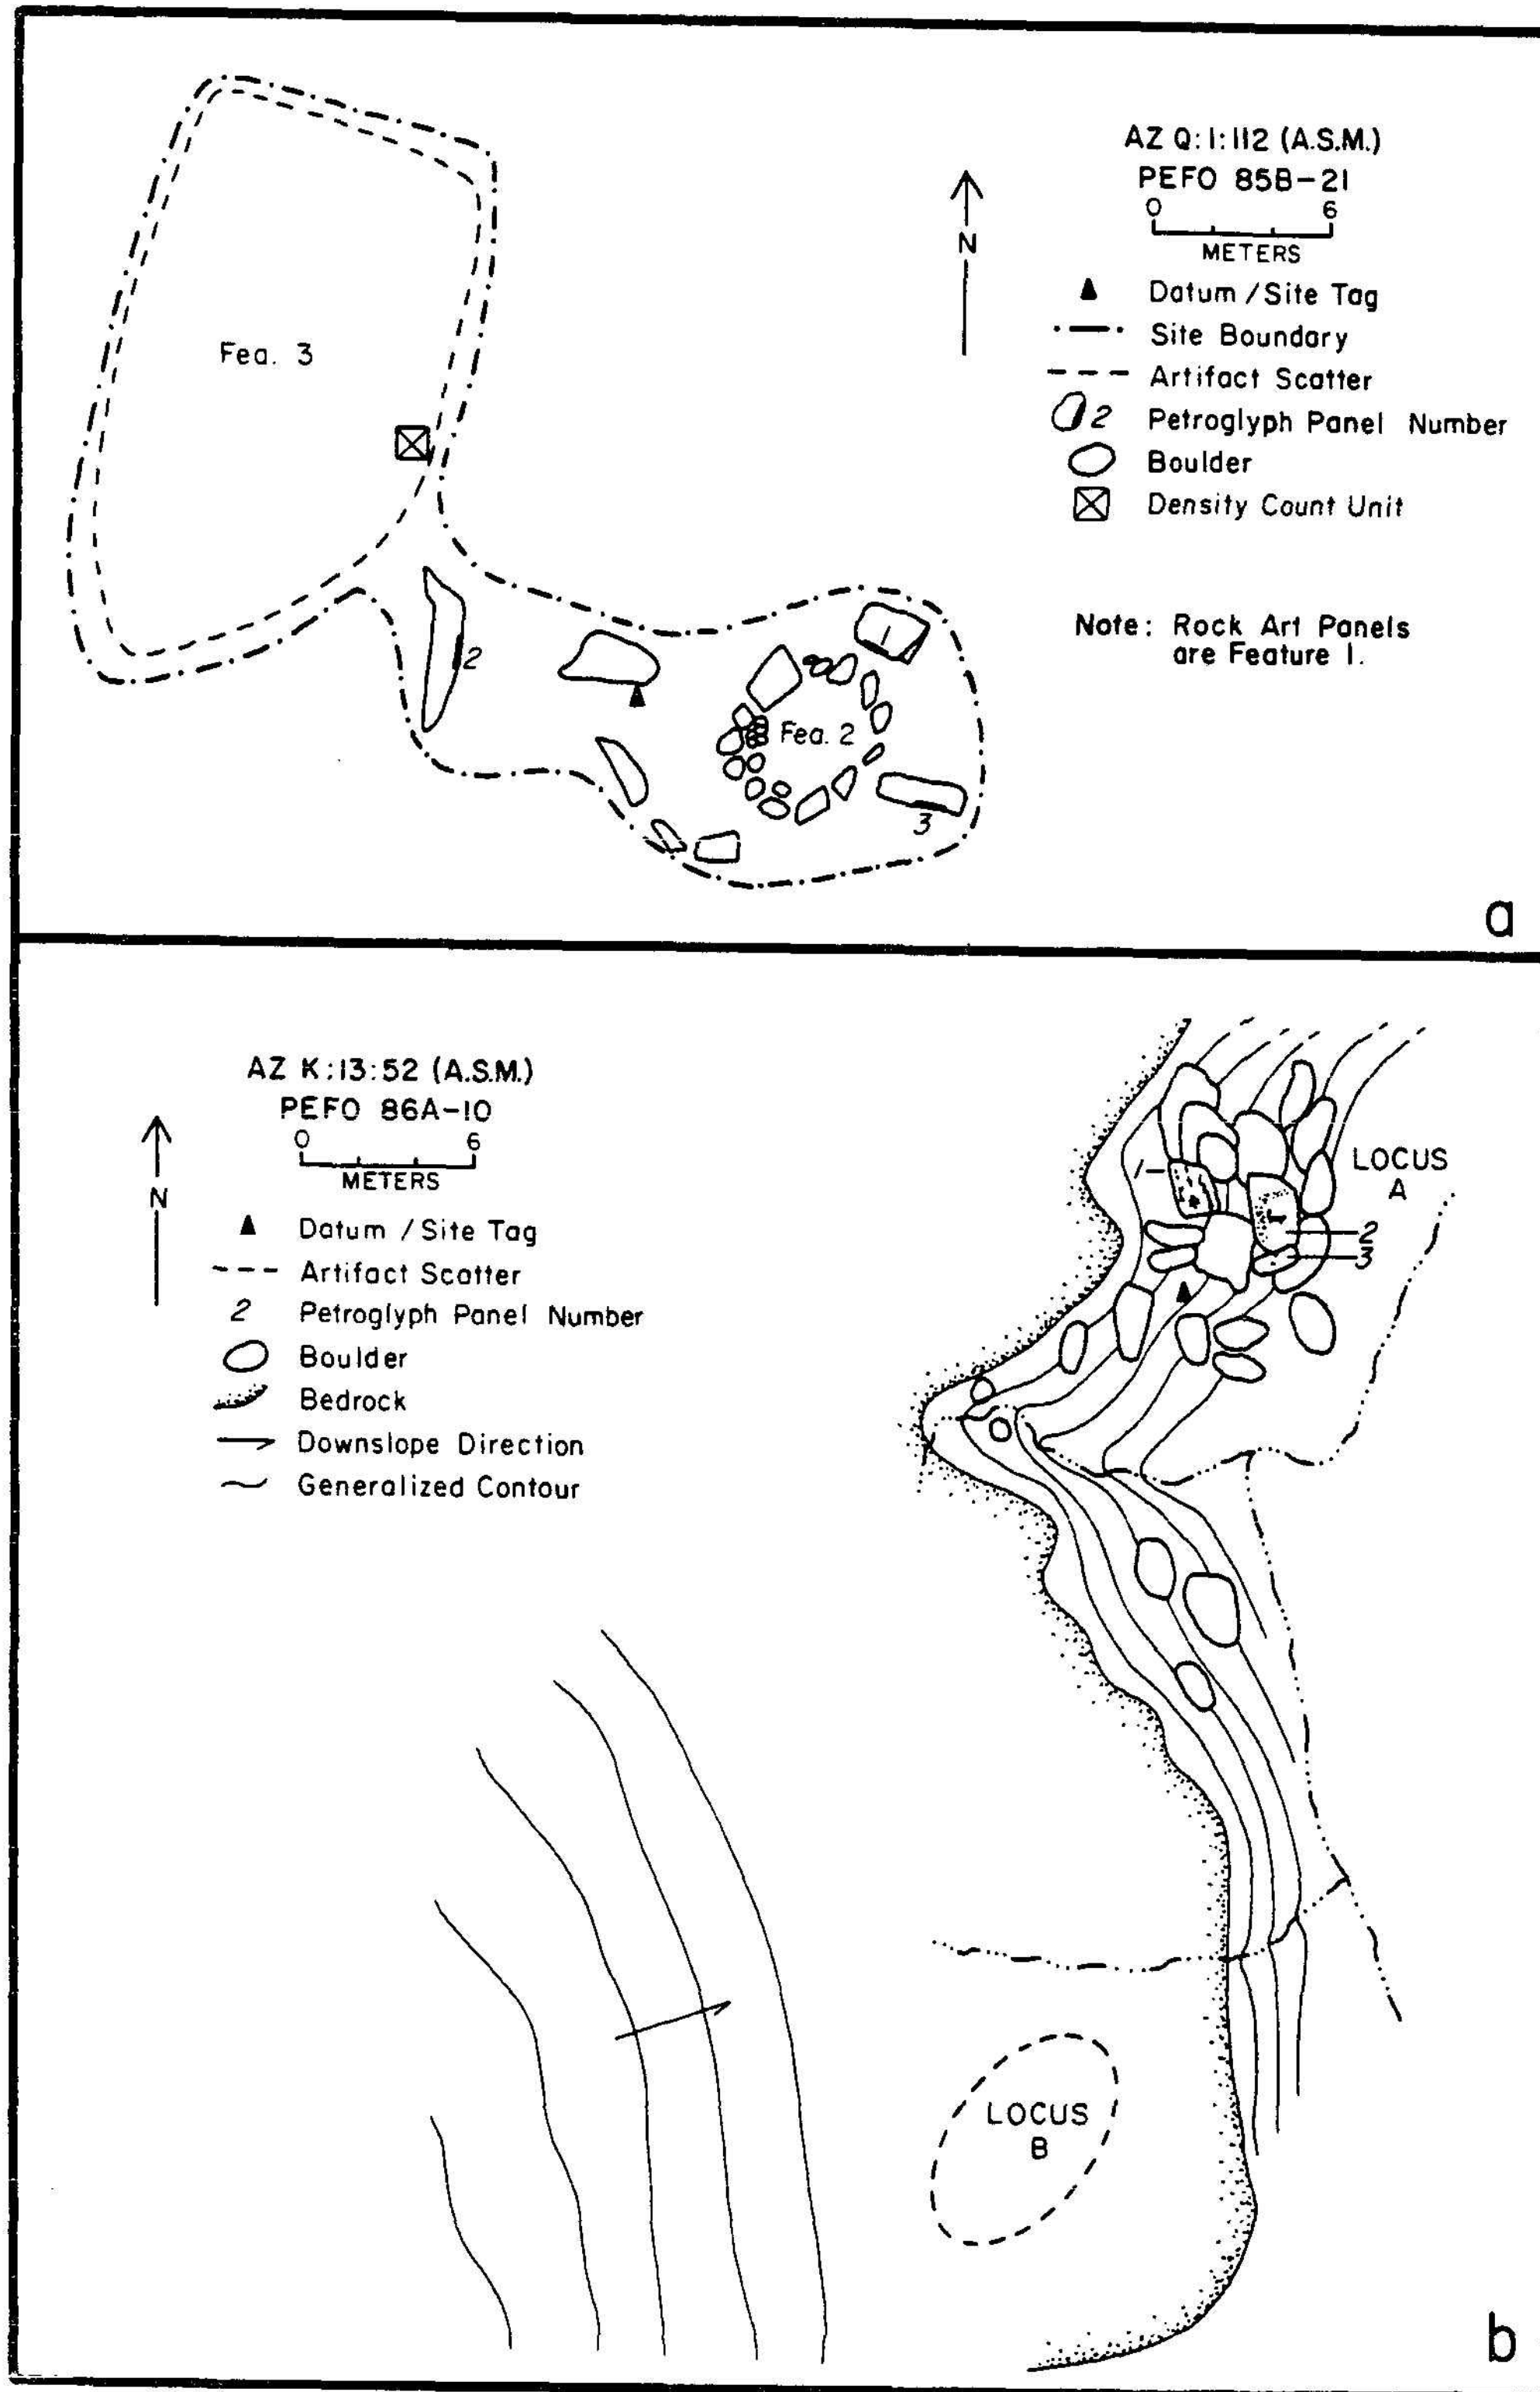 AZ Q:1:112 (A.S.M.)
PEFO 85B-21
0 6
METERS
N
Datum / Site Tag
Site Boundary
Artifact Scatter
2 Petroglyph Panel Number
Boulder
Density Count Unit
Note: Rock Art Panels
are Feature 1.
Fea. 3
2
1
Fea. 2
3
a
AZ K:13:52 (A.S.M.)
PEFO 86A-10
0 6
METERS
N
Datum / Site Tag
Artifact Scatter
2 Petroglyph Panel Number
Boulder
Bedrock
Downslope Direction
Generalized Contour
LOCUS
A
1
2
3
LOCUS
B
b